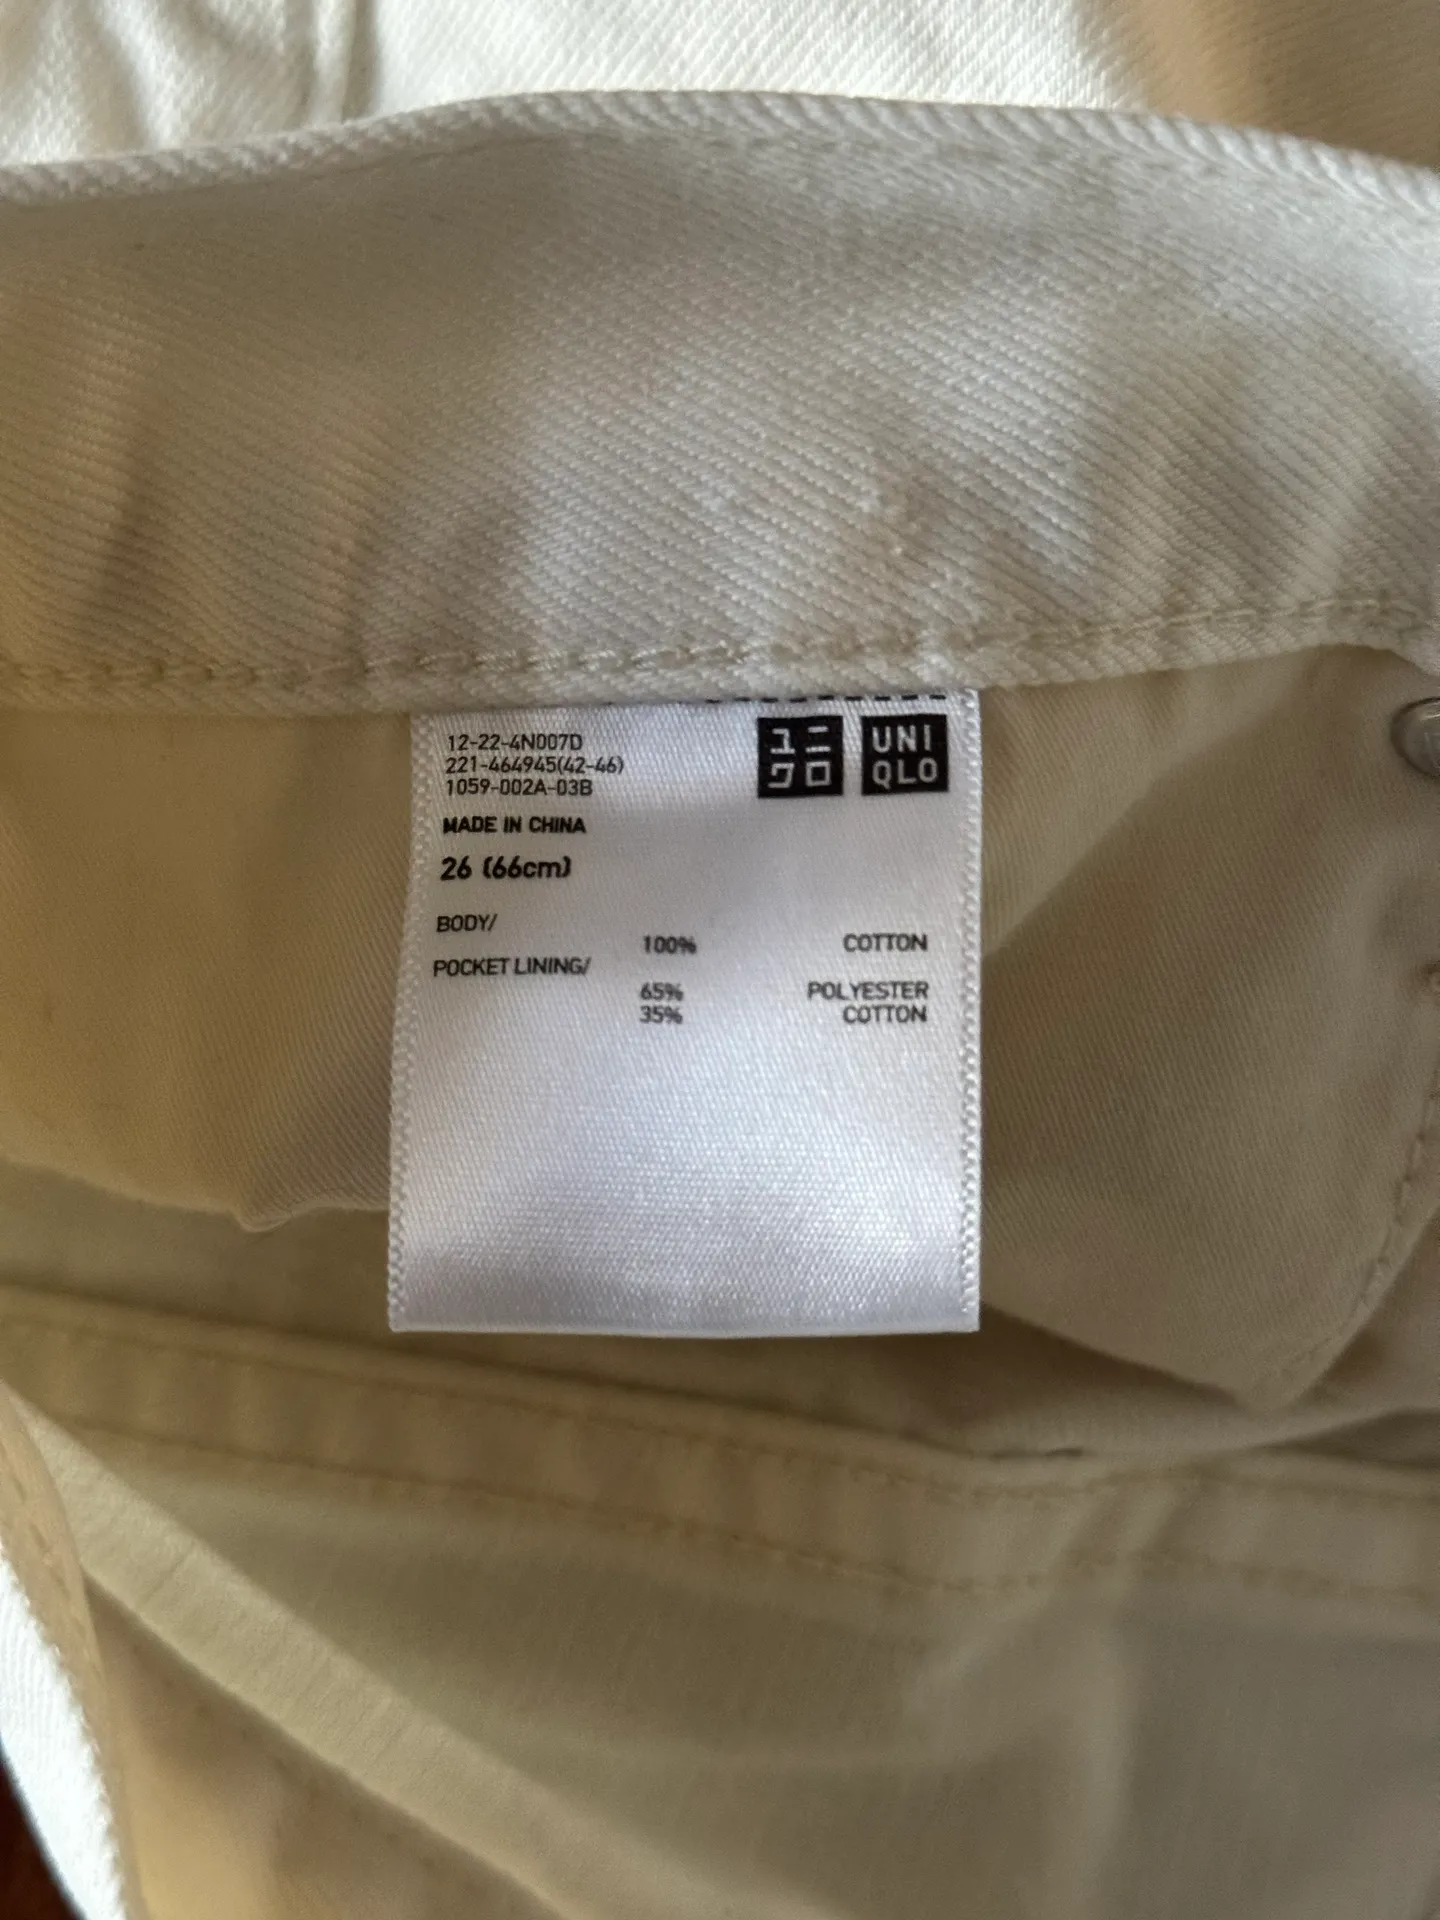 12-22-4N007D
221-464945(42-46)
1059-002A-03B
ユニ
クロ
UNI
QLO
MADE IN CHINA
26 (66cm)
BODY/
100% COTTON
POCKET LINING/
65% POLYESTER
35% COTTON